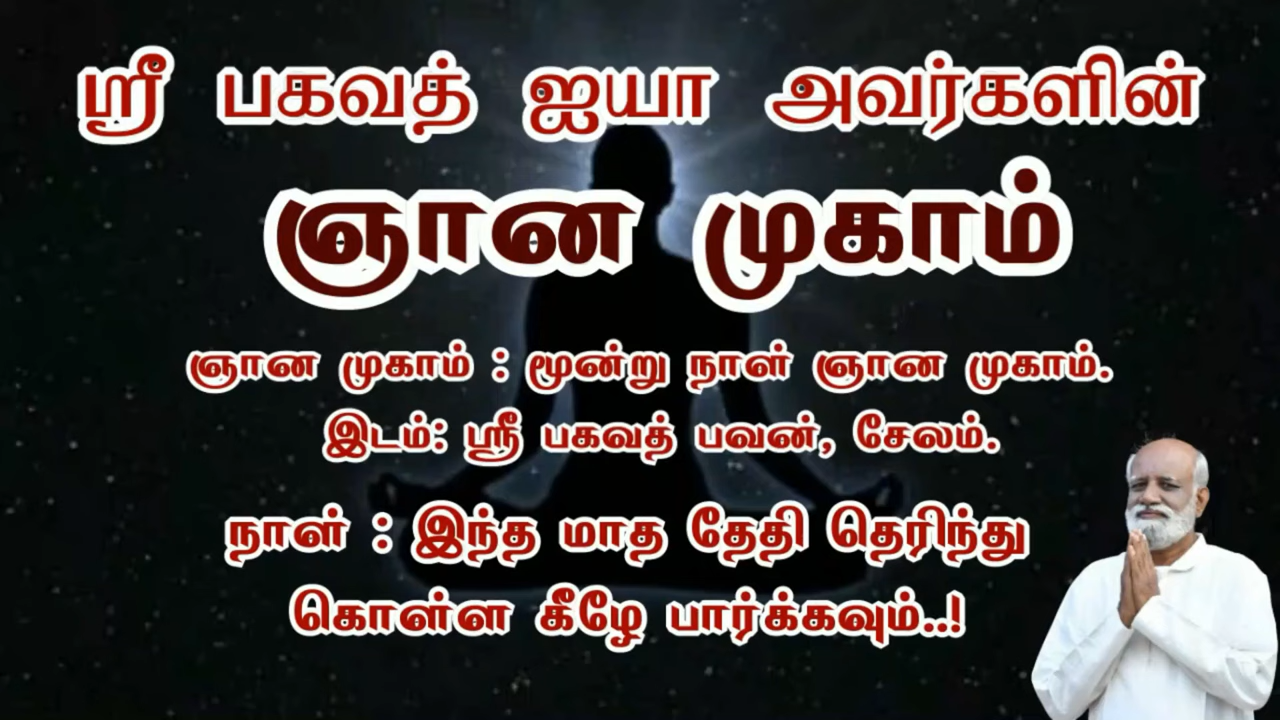 ஸ்ரீ பகவத் ஐயா அவர்களின்
ஞான முகாம்
ஞான முகாம் : மூன்று நாள் ஞான முகாம்.
இடம்: ஸ்ரீ பகவத் பவன், சேலம்.
நாள் : இந்த மாத தேதி தெரிந்து
கொள்ள கீழே பார்க்கவும்..!